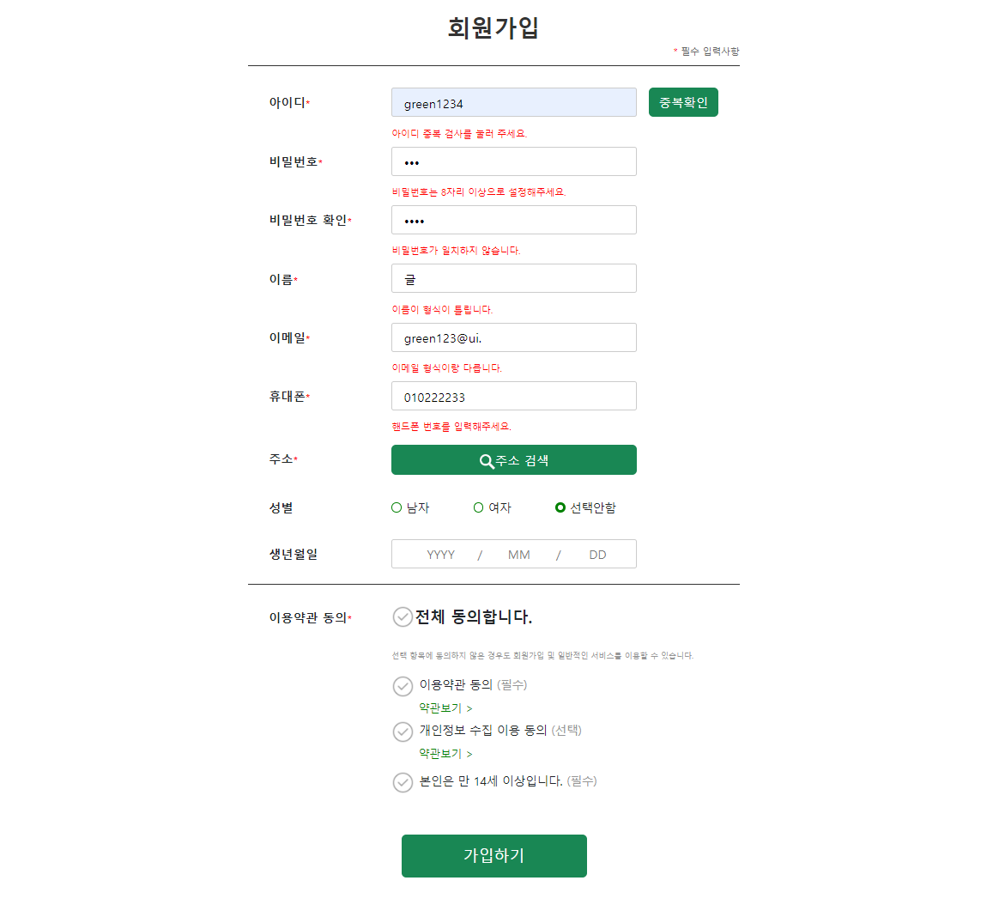 회원가입
* 필수 입력사항
아이디*
green1234
중복확인
아이디 중복 검사를 눌러 주세요.
비밀번호*
•••
비밀번호는 8자리 이상으로 설정해주세요.
비밀번호 확인*
••••
비밀번호가 일치하지 않습니다.
이름*
글
이름이 형식이 틀립니다.
이메일*
green123@ui.
이메일 형식이랑 다릅니다.
휴대폰*
010222233
핸드폰 번호를 입력해주세요.
주소*
주소 검색
성별
남자 여자 선택안함
생년월일
YYYY / MM / DD
이용약관 동의*
전체 동의합니다.
선택 항목에 동의하지 않은 경우도 회원가입 및 일반적인 서비스를 이용할 수 있습니다.
이용약관 동의 (필수)
약관보기 >
개인정보 수집 이용 동의 (선택)
약관보기 >
본인은 만 14세 이상입니다. (필수)
가입하기